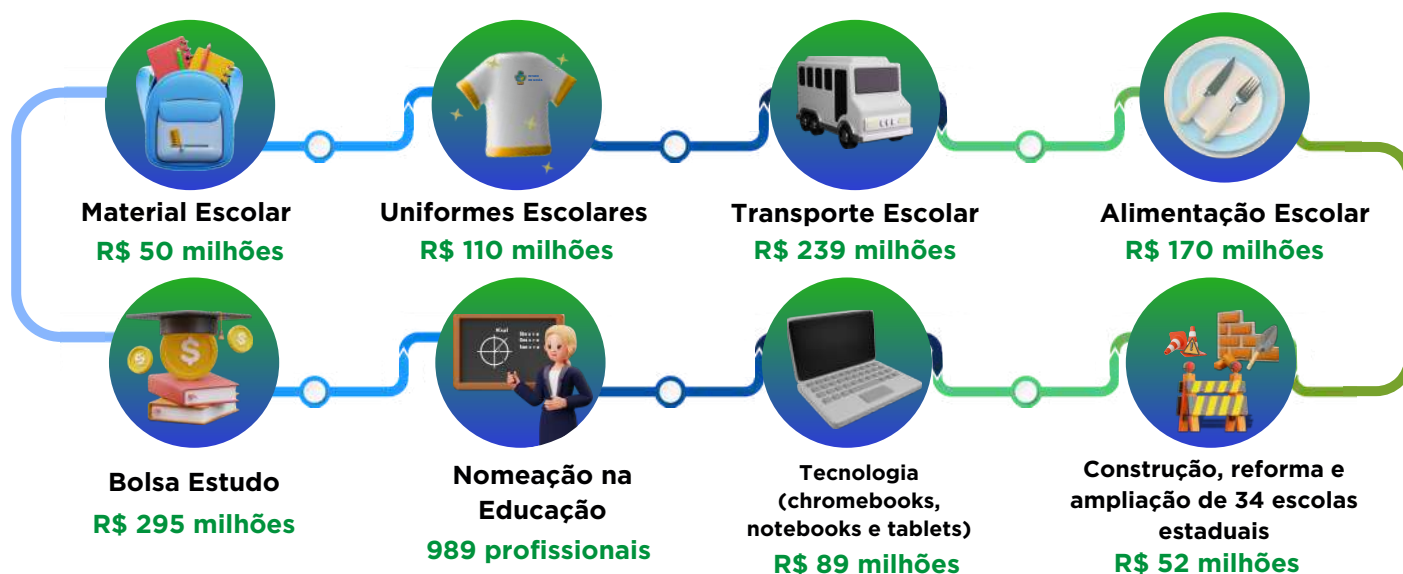 Material Escolar
R$ 50 milhões
Uniformes Escolares
R$ 110 milhões
Transporte Escolar
R$ 239 milhões
Alimentação Escolar
R$ 170 milhões
Bolsa Estudo
R$ 295 milhões
Nomeação na
Educação
989 profissionais
Tecnologia
(chromebooks,
notebooks e tablets)
R$ 89 milhões
Construção, reforma e
ampliação de 34 escolas
estaduais
R$ 52 milhões